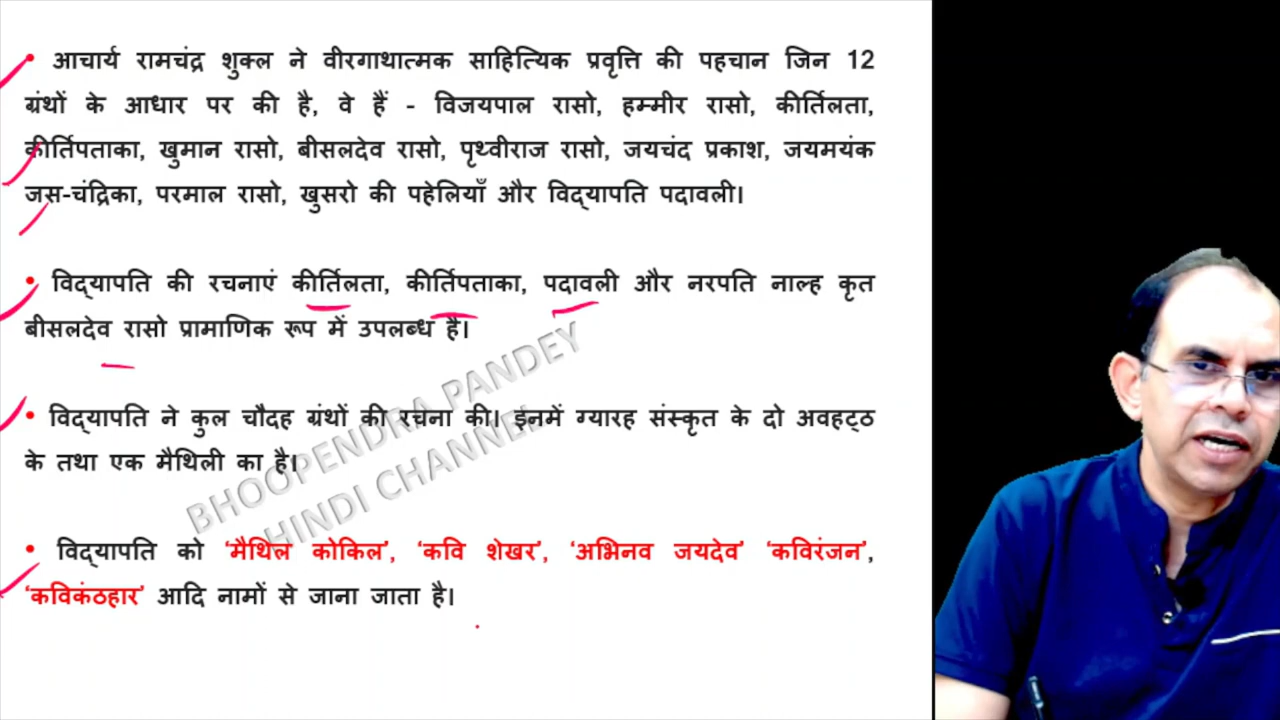 • आचार्य रामचंद्र शुक्ल ने वीरगाथात्मक साहित्यिक प्रवृत्ति की पहचान जिन 12
ग्रंथों के आधार पर की है, वे हैं - विजयपाल रासो, हम्मीर रासो, कीर्तिलता,
कीर्तिपताका, खुमान रासो, बीसलदेव रासो, पृथ्वीराज रासो, जयचंद प्रकाश, जयमयंक
जस-चंद्रिका, परमाल रासो, खुसरो की पहेलियाँ और विद्यापति पदावली।
• विद्यापति की रचनाएं कीर्तिलता, कीर्तिपताका, पदावली और नरपति नाल्ह कृत
बीसलदेव रासो प्रामाणिक रूप में उपलब्ध है।
• विद्यापति ने कुल चौदह ग्रंथों की रचना की। इनमें ग्यारह संस्कृत के दो अवहट्ठ
के तथा एक मैथिली का है।
• विद्यापति को ‘मैथिल कोकिल’, ‘कवि शेखर’, ‘अभिनव जयदेव’ ‘कविरंजन’,
‘कविकंठहार’ आदि नामों से जाना जाता है।
BHOOPENDRA PANDEY
HINDI CHANNEL